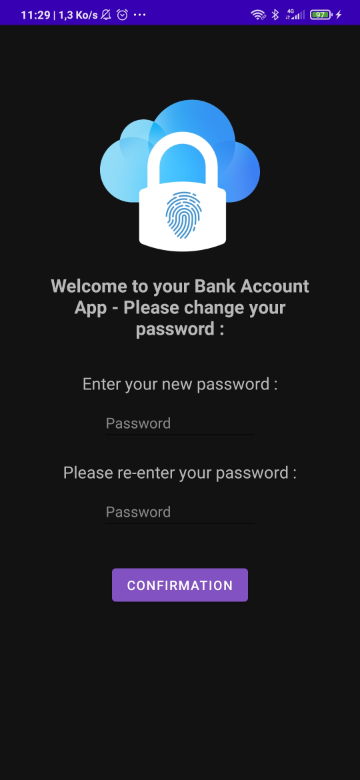 11:29 | 1,3 Ko/s ...
4G
97
Welcome to your Bank Account
App - Please change your
password :
Enter your new password :
Password
Please re-enter your password :
Password
CONFIRMATION